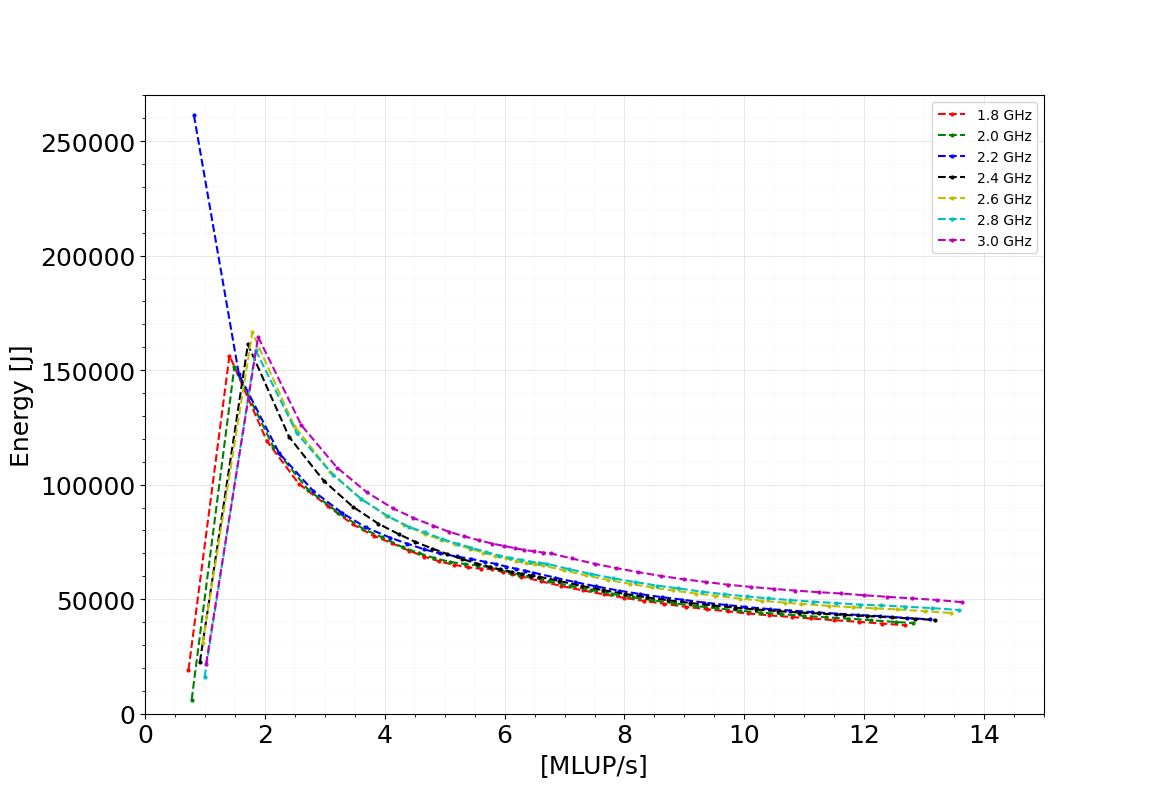 1.8 GHz
2.0 GHz
2.2 GHz
2.4 GHz
2.6 GHz
2.8 GHz
3.0 GHz
Energy [J]
250000
200000
150000
100000
50000
0
0 2 4 6 8 10 12 14
[MLUP/s]